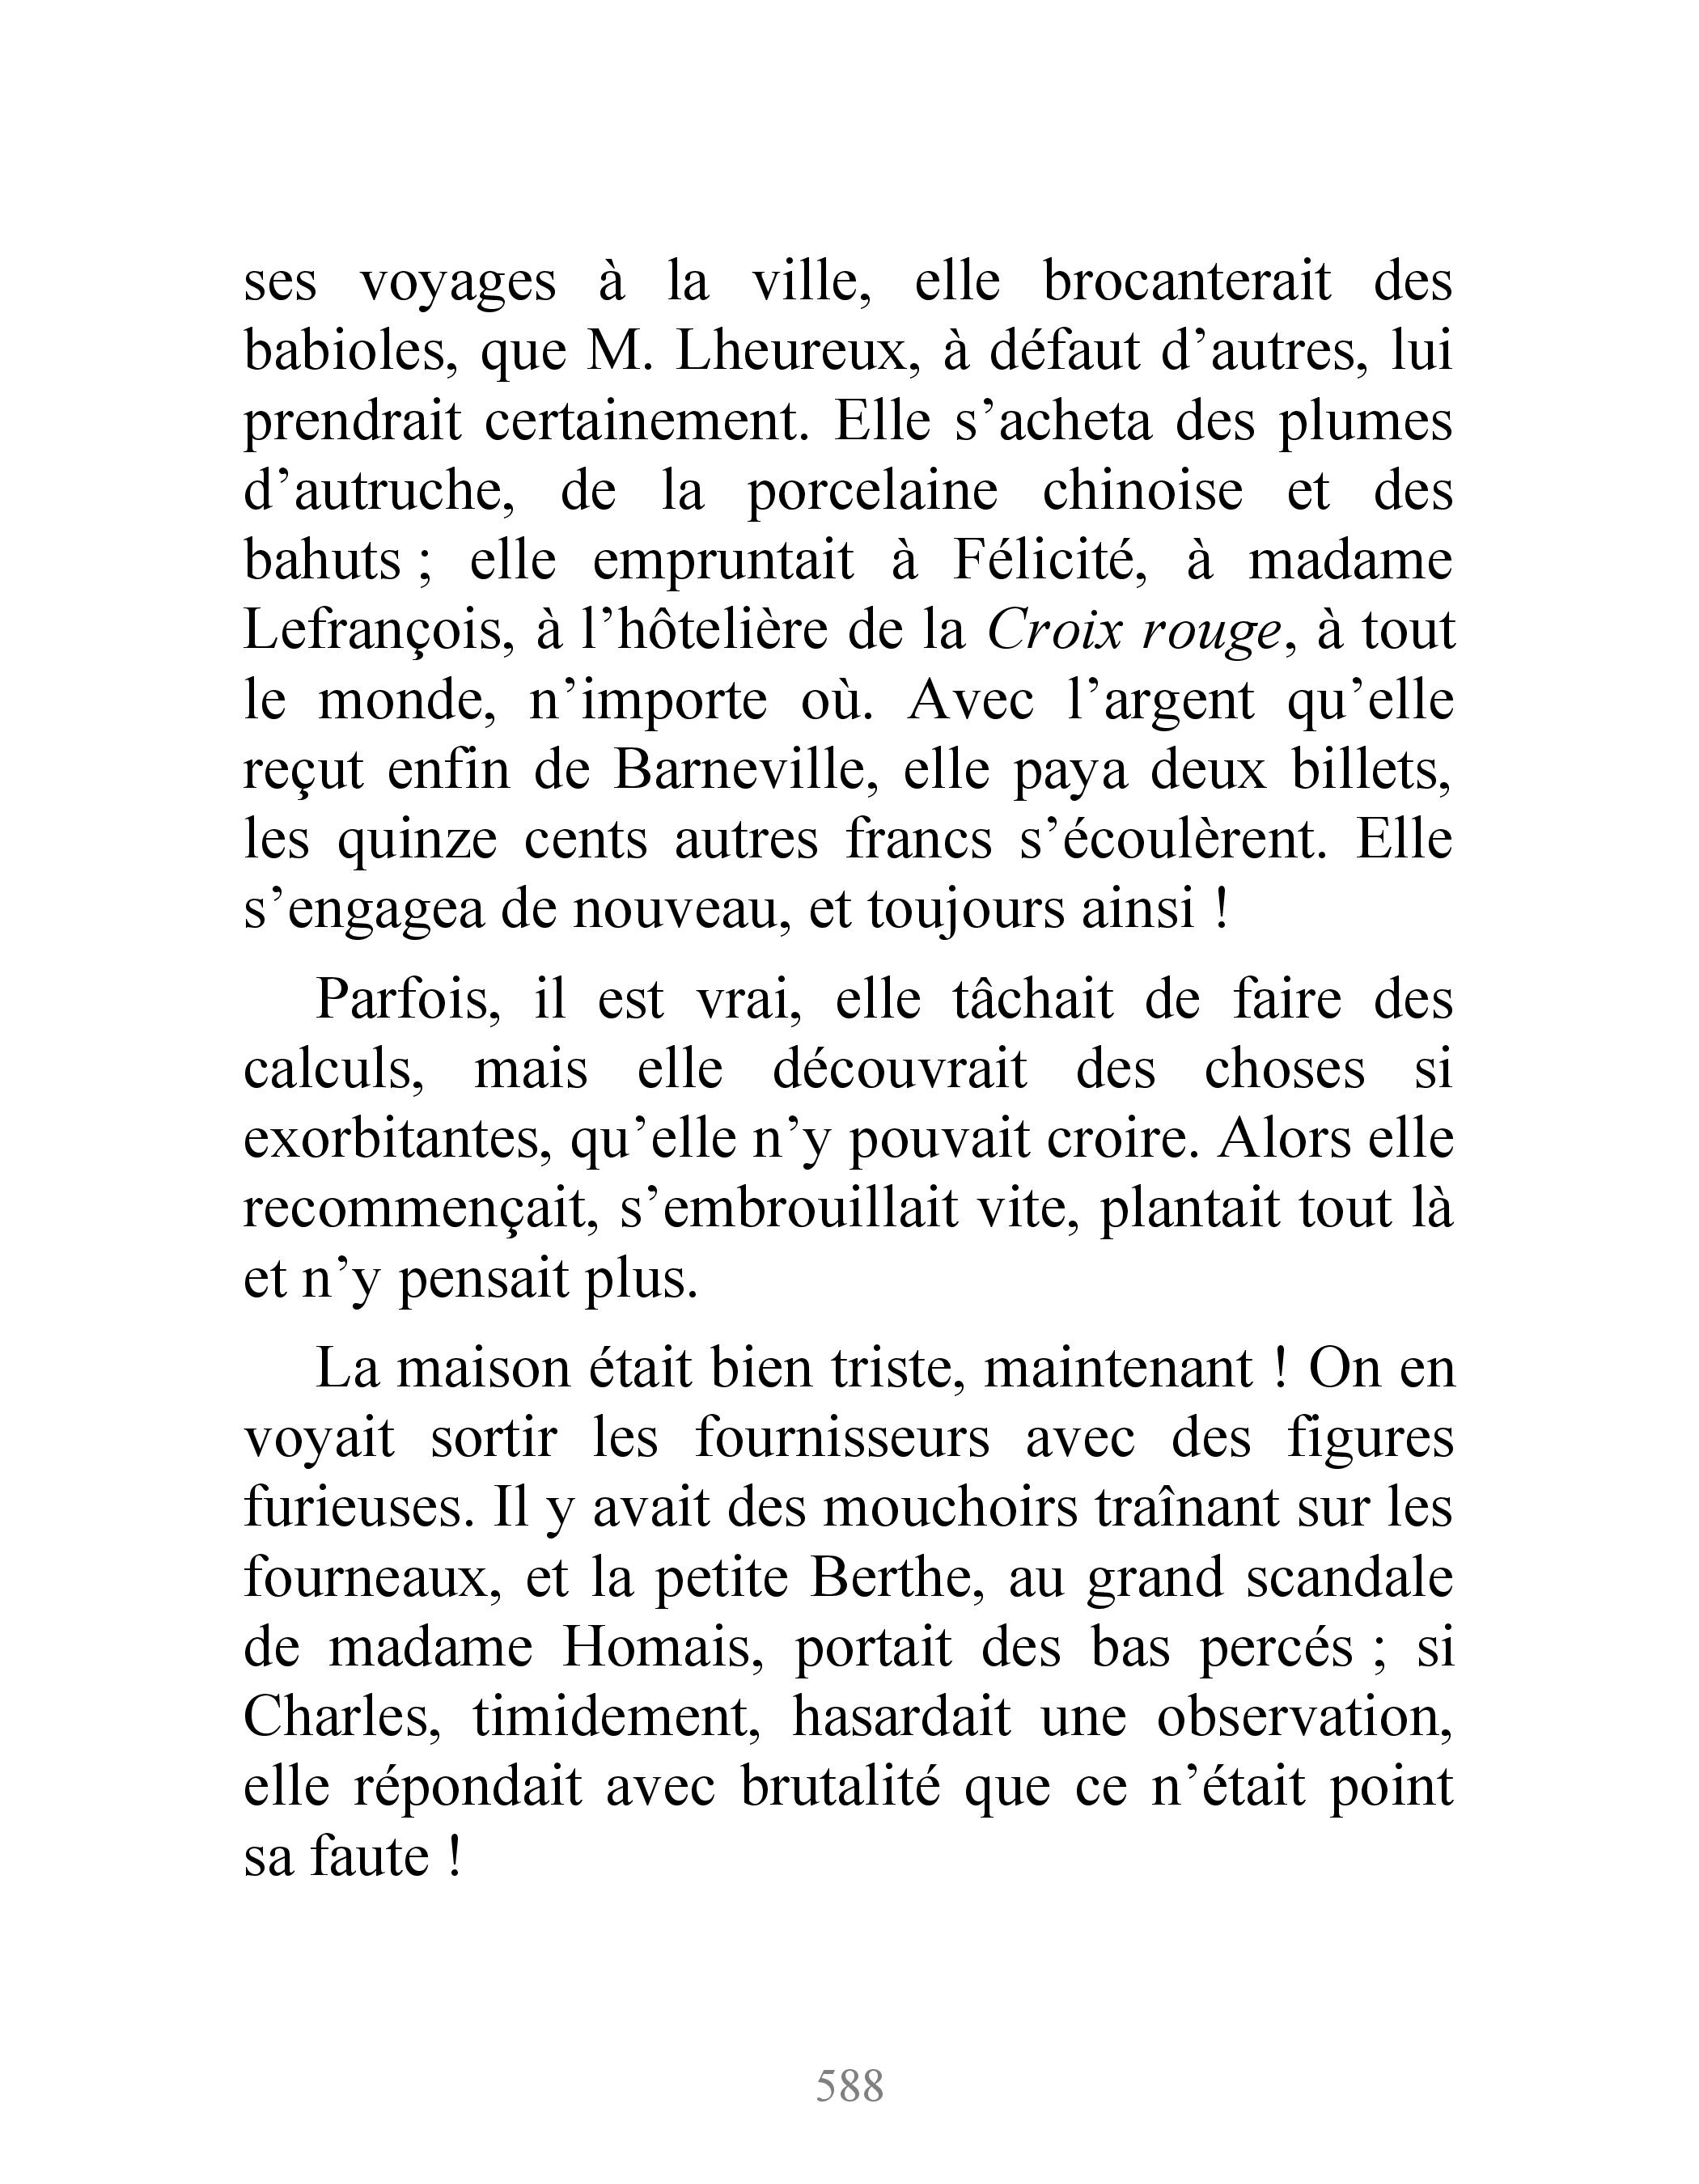 ses voyages à la ville, elle brocanterait des
babioles, que M. Lheureux, à défaut d’autres, lui
prendrait certainement. Elle s’acheta des plumes
d’autruche, de la porcelaine chinoise et des
bahuts ; elle empruntait à Félicité, à madame
Lefrançois, à l’hôtelière de la Croix rouge, à tout
le monde, n’importe où. Avec l’argent qu’elle
reçut enfin de Barneville, elle paya deux billets,
les quinze cents autres francs s’écoulèrent. Elle
s’engagea de nouveau, et toujours ainsi !
Parfois, il est vrai, elle tâchait de faire des
calculs, mais elle découvrait des choses si
exorbitantes, qu’elle n’y pouvait croire. Alors elle
recommençait, s’embrouillait vite, plantait tout là
et n’y pensait plus.
La maison était bien triste, maintenant ! On en
voyait sortir les fournisseurs avec des figures
furieuses. Il y avait des mouchoirs traînant sur les
fourneaux, et la petite Berthe, au grand scandale
de madame Homais, portait des bas percés ; si
Charles, timidement, hasardait une observation,
elle répondait avec brutalité que ce n’était point
sa faute !
588